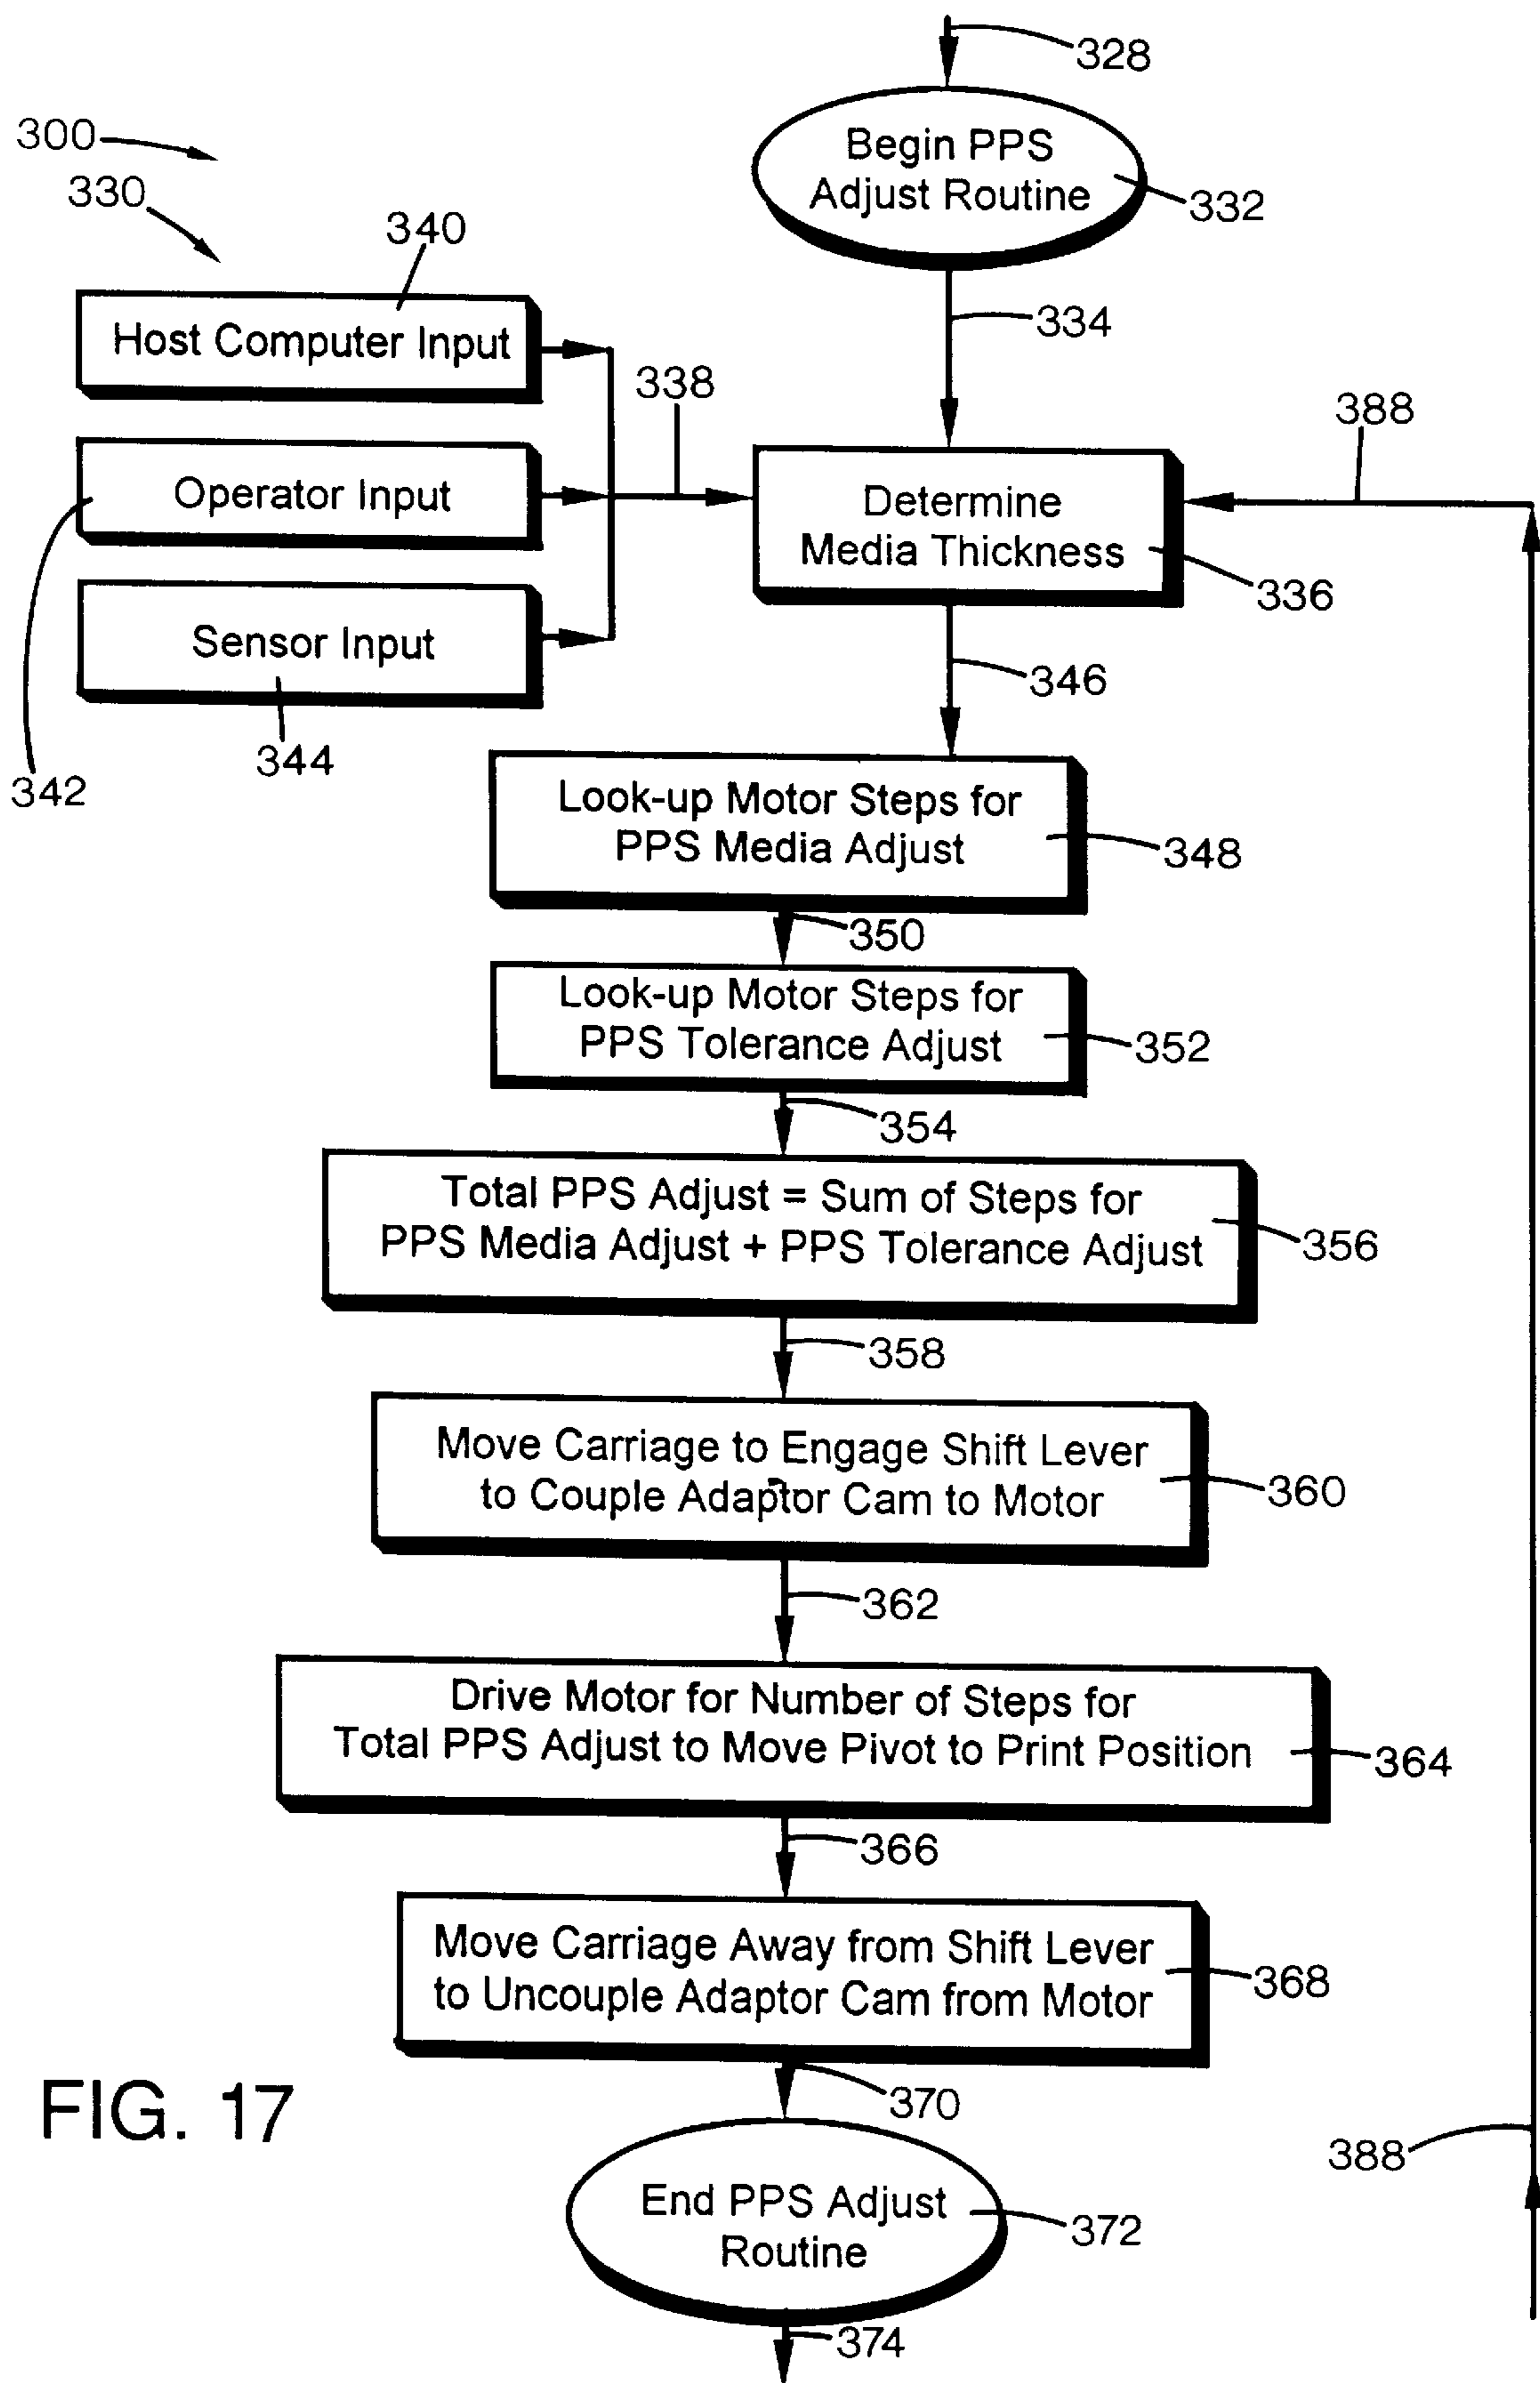 328
Begin PPS
Adjust Routine
332
300
330
340
Host Computer Input
334
338
388
Operator Input
Determine
Media Thickness
336
Sensor Input
346
344
342
Look-up Motor Steps for
PPS Media Adjust
348
350
Look-up Motor Steps for
PPS Tolerance Adjust
352
354
Total PPS Adjust = Sum of Steps for
PPS Media Adjust + PPS Tolerance Adjust
356
358
Move Carriage to Engage Shift Lever
to Couple Adaptor Cam to Motor
360
362
Drive Motor for Number of Steps for
Total PPS Adjust to Move Pivot to Print Position
364
366
Move Carriage Away from Shift Lever
to Uncouple Adaptor Cam from Motor
368
370
FIG. 17
388
End PPS Adjust
Routine
372
374